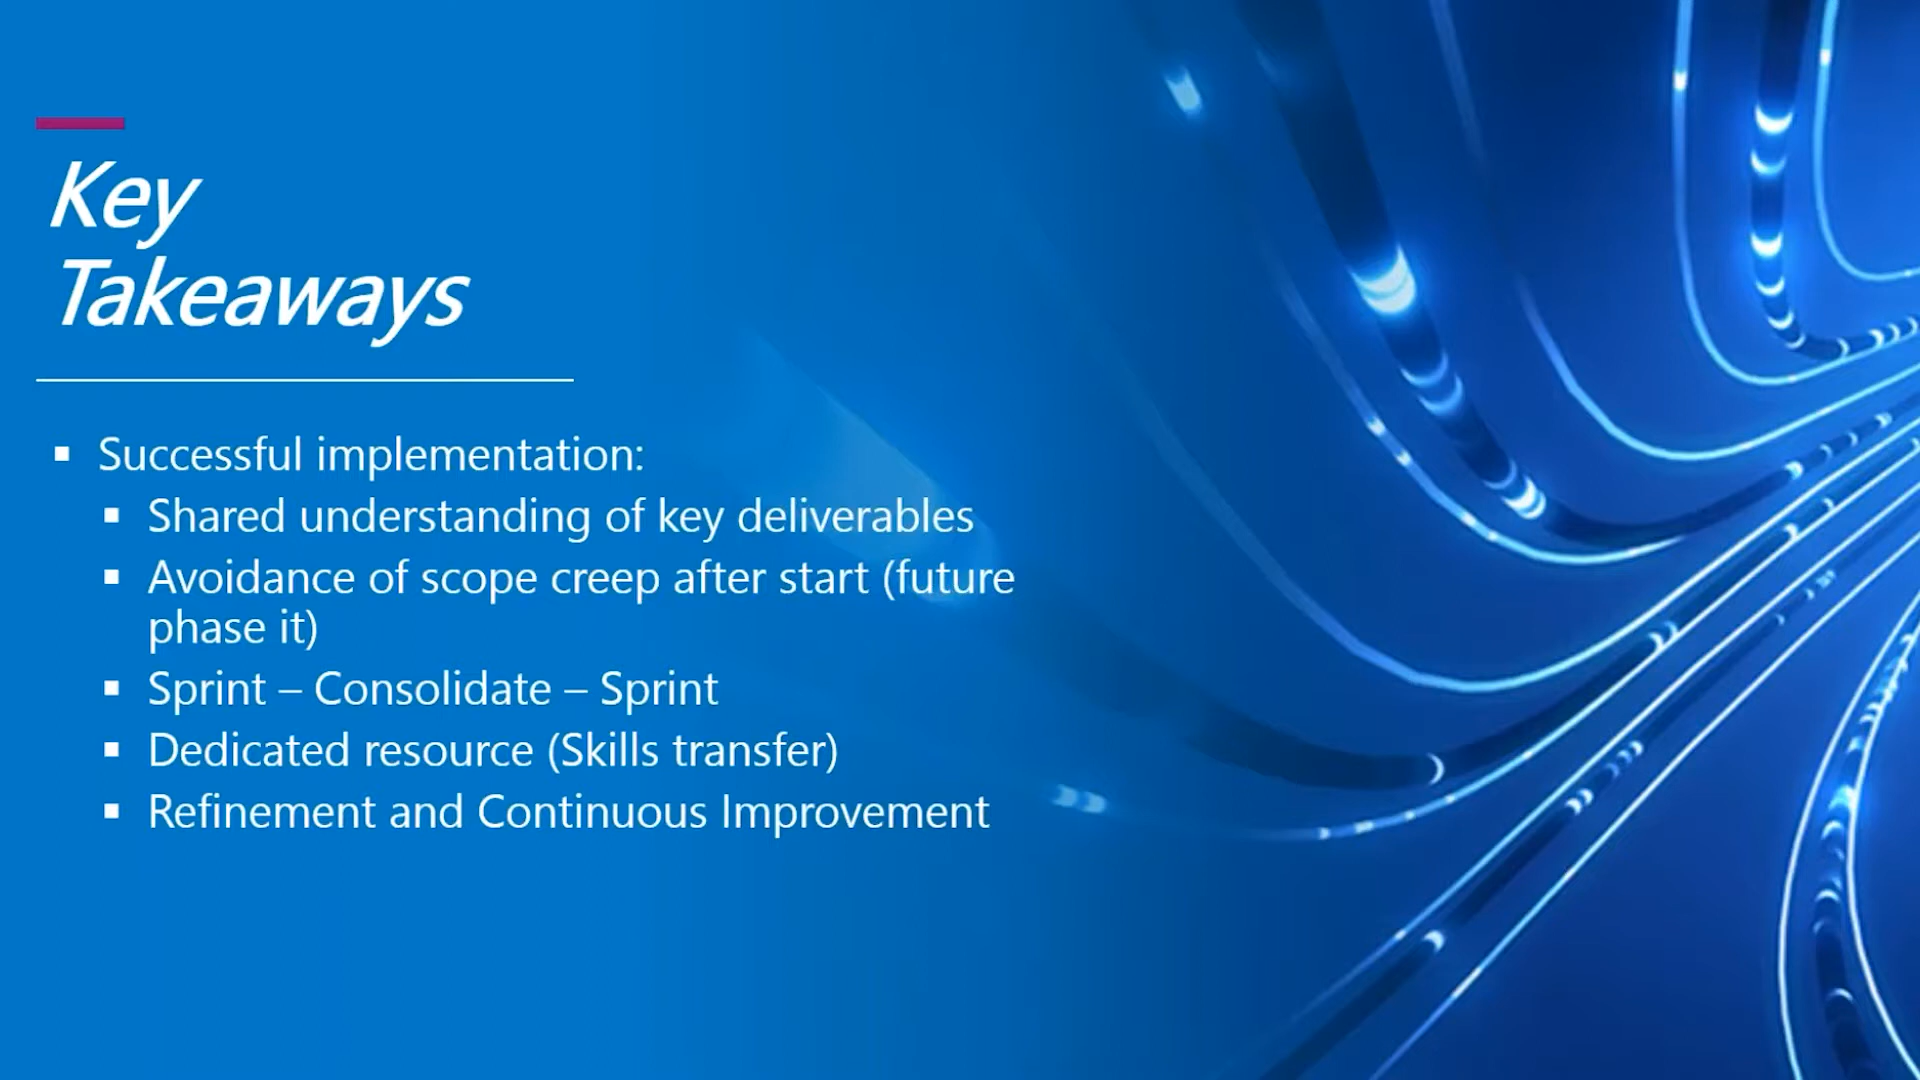 Key
Takeaways
▪ Successful implementation:
▪ Shared understanding of key deliverables
▪ Avoidance of scope creep after start (future
phase it)
▪ Sprint – Consolidate – Sprint
▪ Dedicated resource (Skills transfer)
▪ Refinement and Continuous Improvement